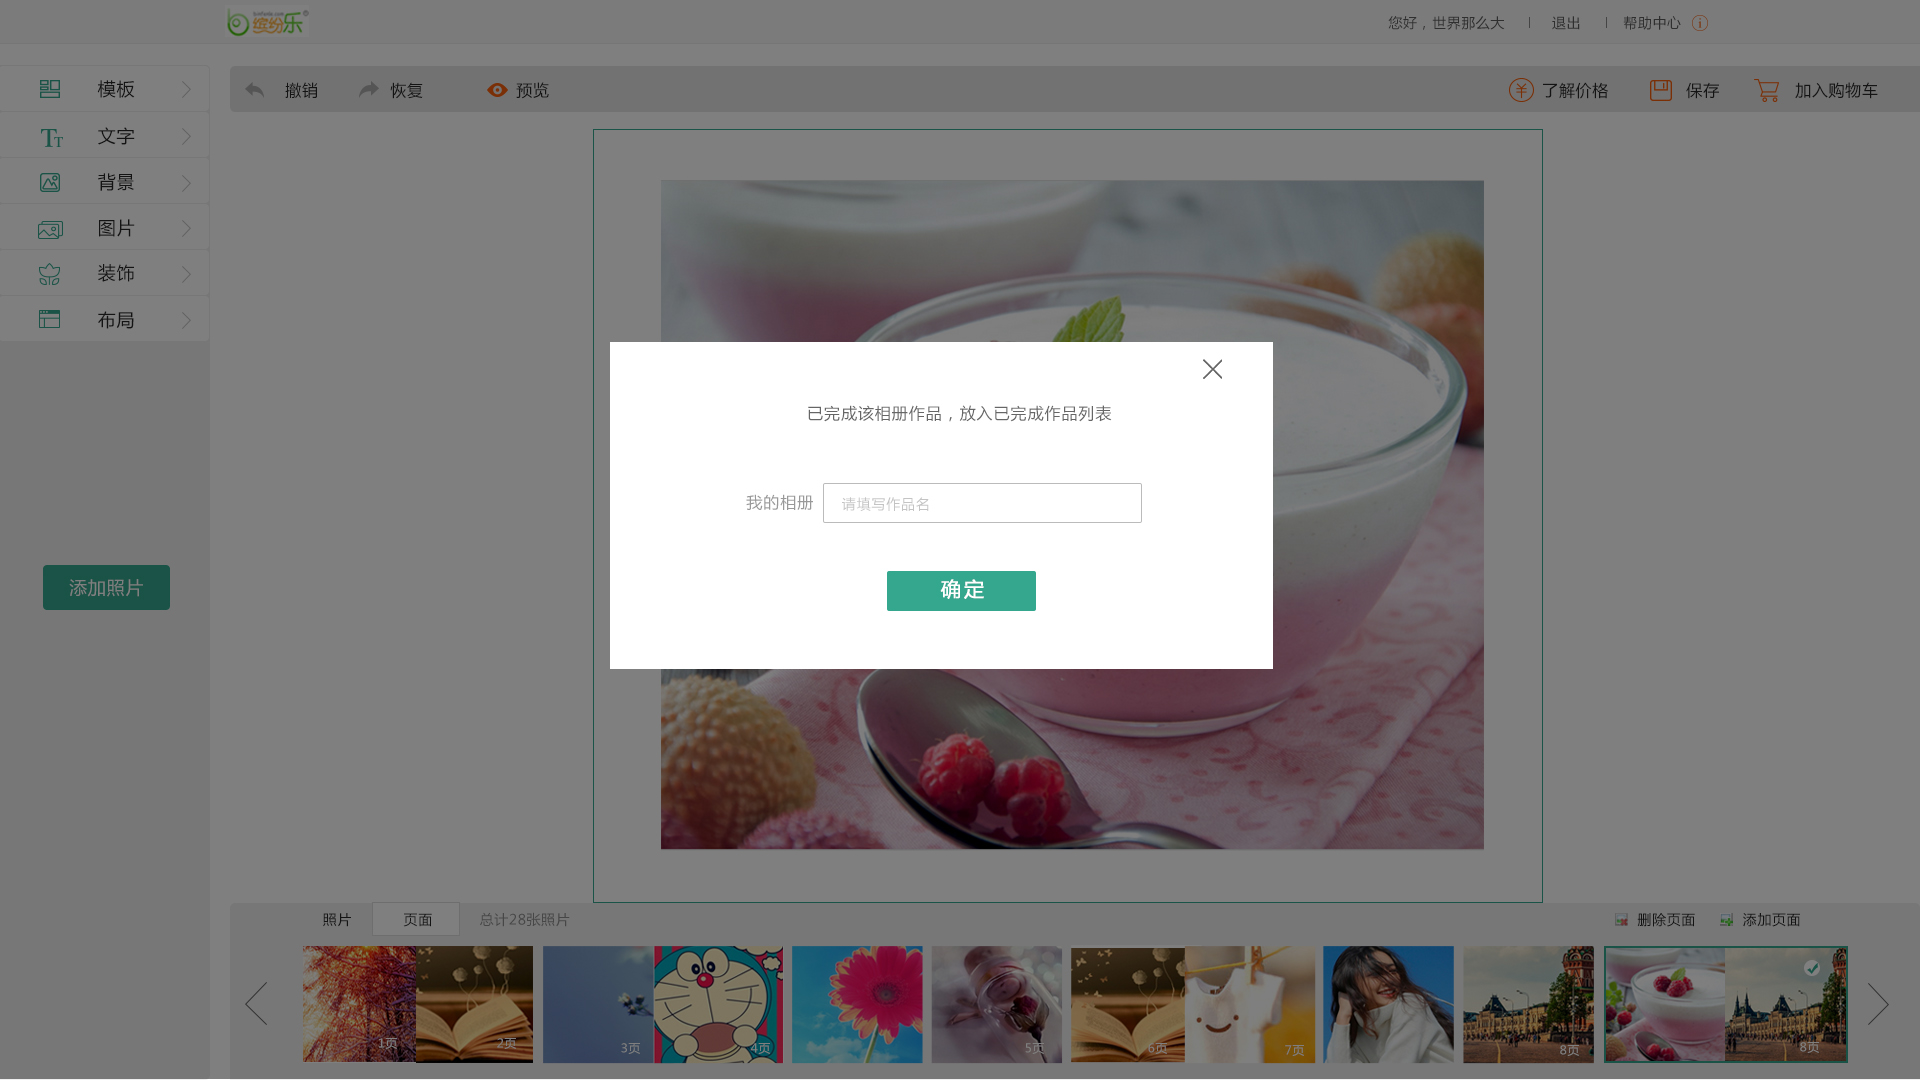 缤纷乐
您好，世界那么大
退出
帮助中心
模板
文字
背景
图片
装饰
布局
添加照片
撤销
恢复
预览
了解价格
保存
加入购物车
已完成该相册作品，放入已完成作品列表
我的相册
请填写作品名
确定
照片
页面
总计28张照片
删除页面
添加页面
1页
2页
3页
4页
5页
6页
7页
8页
8页